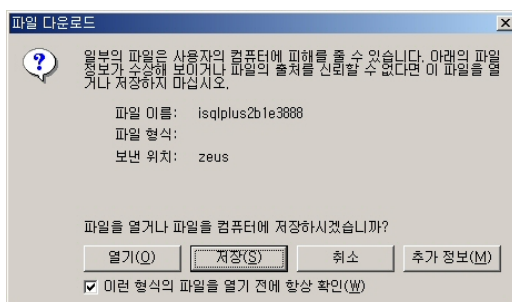 파일 다운로드
일부의 파일은 사용자의 컴퓨터에 피해를 줄 수 있습니다. 아래의 파일
정보가 수상해 보이거나 파일의 출처를 신뢰할 수 없다면 이 파일을 열
거나 저장하지 마십시오.
파일 이름: isqlplus2b1e3888
파일 형식:
보낸 위치: zeus
파일을 열거나 파일을 컴퓨터에 저장하시겠습니까?
열기(O) 저장(S) 취소 추가 정보(M)
이런 형식의 파일을 열기 전에 항상 확인(W)